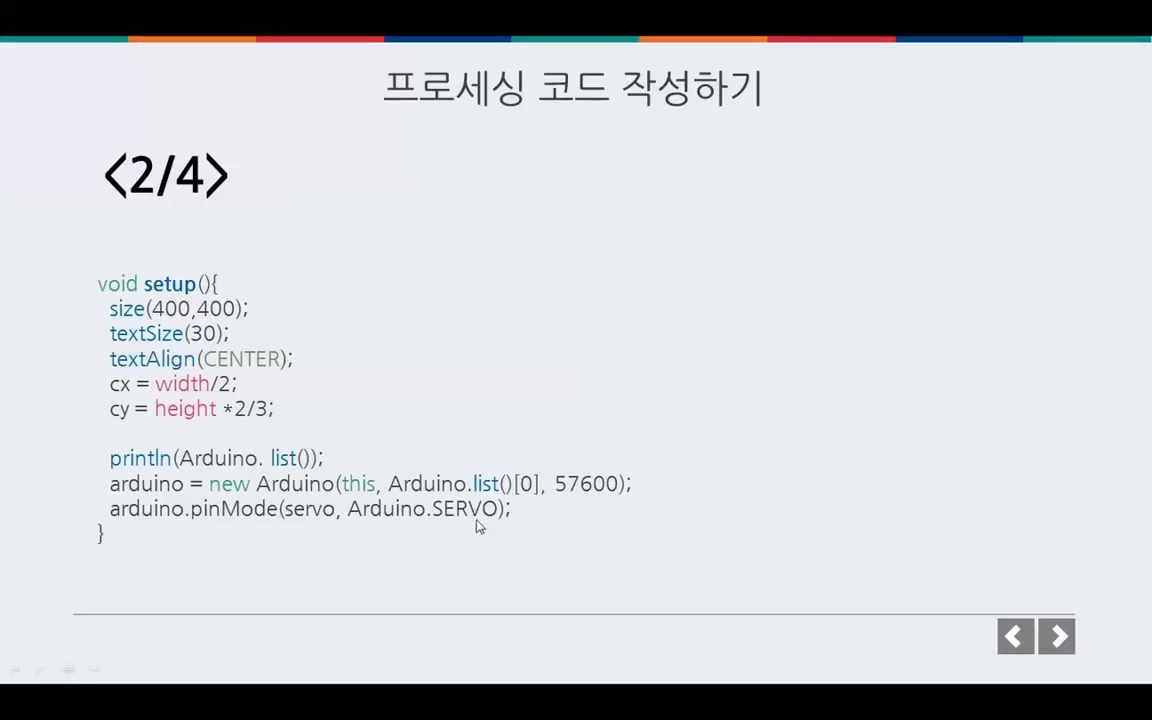 프로세싱 코드 작성하기
<2/4>
void setup(){
size(400,400);
textSize(30);
textAlign(CENTER);
cx = width/2;
cy = height *2/3;
println(Arduino. list());
arduino = new Arduino(this, Arduino.list()[0], 57600);
arduino.pinMode(servo, Arduino.SERVO);
}